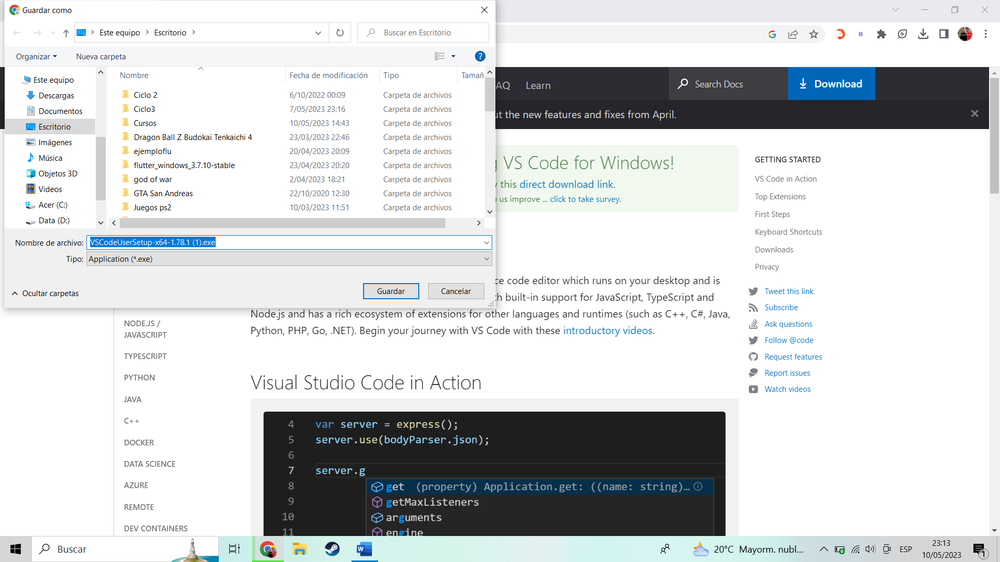 Guardar como
Este equipo
Escritorio
Buscar en Escritorio
Organizar
Nueva carpeta
Este equipo
Descargas
Documentos
Escritorio
Imágenes
Música
Objetos 3D
Videos
Acer (C:)
Data (D:)
Nombre Fecha de modificación Tipo Tamañ
Ciclo 2 6/10/2022 00:09 Carpeta de archivos
Ciclo3 7/05/2023 23:16 Carpeta de archivos
Cursos 10/05/2023 14:43 Carpeta de archivos
Dragon Ball Z Budokai Tenkaichi 4 23/03/2023 22:46 Carpeta de archivos
ejemploflu 20/04/2023 20:09 Carpeta de archivos
flutter_windows_3.7.10-stable 23/04/2023 20:20 Carpeta de archivos
god of war 2/04/2023 18:21 Carpeta de archivos
GTA San Andreas 22/10/2020 12:30 Carpeta de archivos
Juegos ps2 10/03/2023 11:51 Carpeta de archivos
Nombre de archivo: VSCodeUserSetup-x64-1.78.1 (1).exe
Tipo: Application (*.exe)
Ocultar carpetas
Guardar
Cancelar
AQ Learn
Search Docs
Download
ut the new features and fixes from April.
g VS Code for Windows!
y this direct download link.
us improve ... click to take survey.
ce code editor which runs on your desktop and is
h built-in support for JavaScript, TypeScript and
Node.js and has a rich ecosystem of extensions for other languages and runtimes (such as C++, C#, Java,
Python, PHP, Go, .NET). Begin your journey with VS Code with these introductory videos.
Visual Studio Code in Action
4 var server = express();
5 server.use(bodyParser.json);
6
7 server.g
8 get (property) Application.get: ((name: string)…
9 getMaxListeners
10 arguments
11 engine
NODE.JS /
JAVASCRIPT
TYPESCRIPT
PYTHON
JAVA
C++
DOCKER
DATA SCIENCE
AZURE
REMOTE
DEV CONTAINERS
GETTING STARTED
VS Code in Action
Top Extensions
First Steps
Keyboard Shortcuts
Downloads
Privacy
Tweet this link
Subscribe
Ask questions
Follow @code
Request features
Report issues
Watch videos
Buscar
20°C Mayorm. nubl...
ESP
23:13
10/05/2023
1